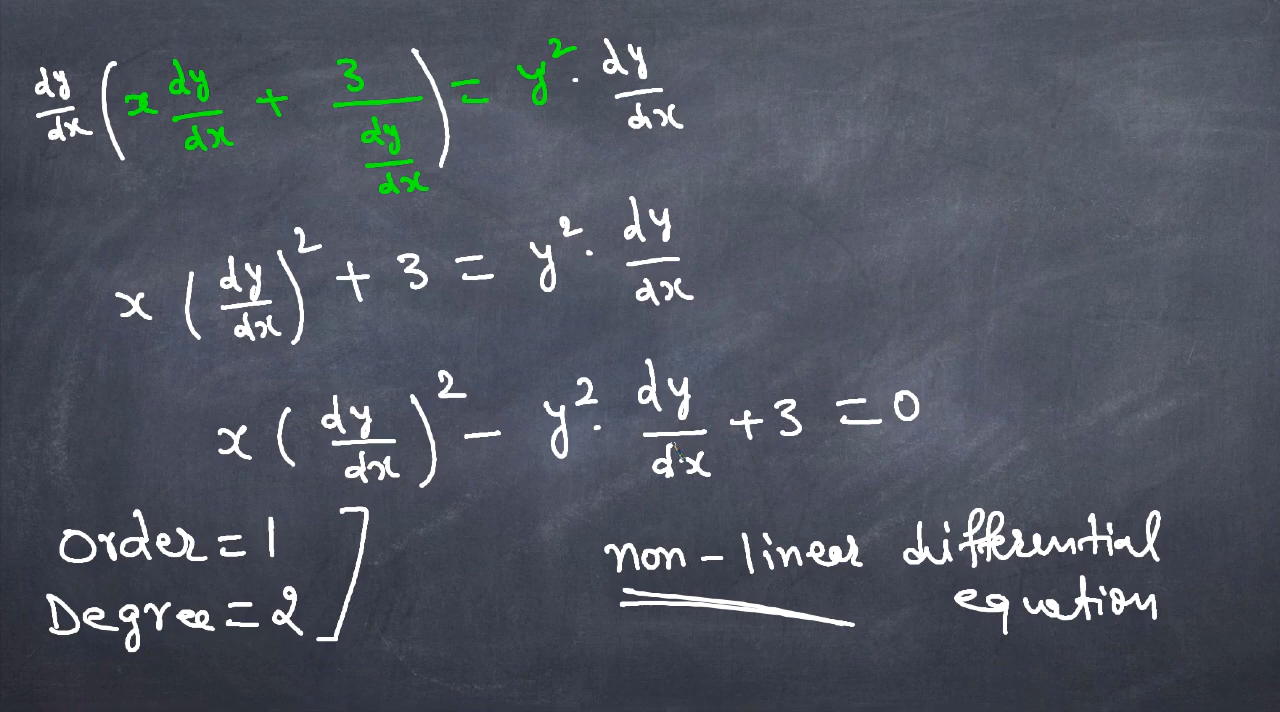 dy/dx ( x dy/dx + 3/(dy/dx) ) = y² · dy/dx
x ( dy/dx )² + 3 = y² · dy/dx
x ( dy/dx )² - y² · dy/dx + 3 = 0
Order = 1
Degree = 2
non-linear differential
equation